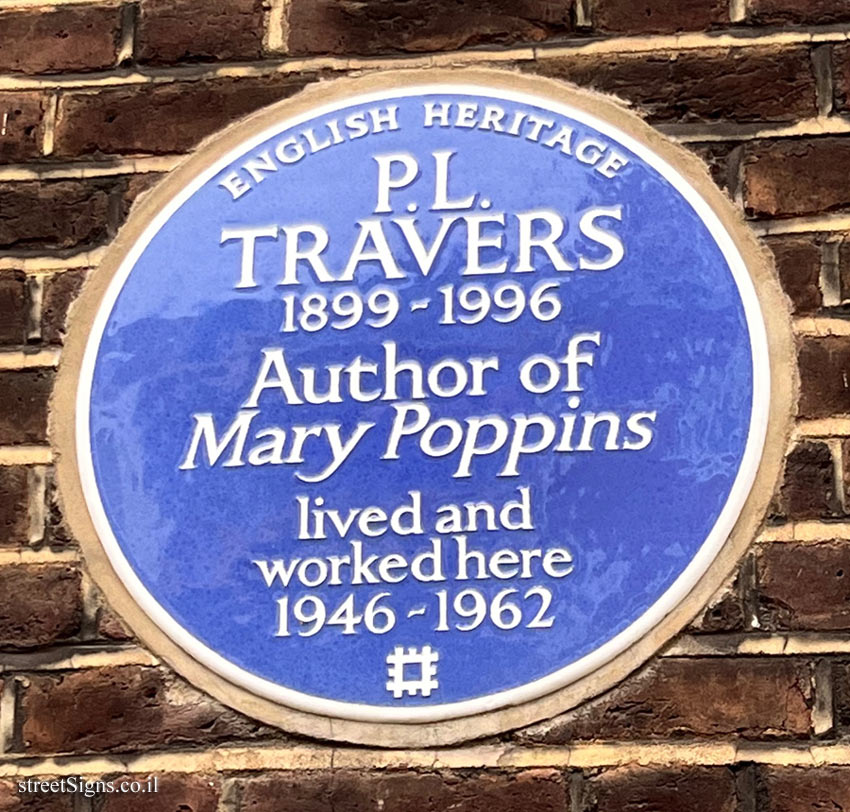 ENGLISH HERITAGE
P.L.
TRAVERS
1899-1996
Author of
Mary Poppins
lived and
worked here
1946-1962
streetSigns.co.il